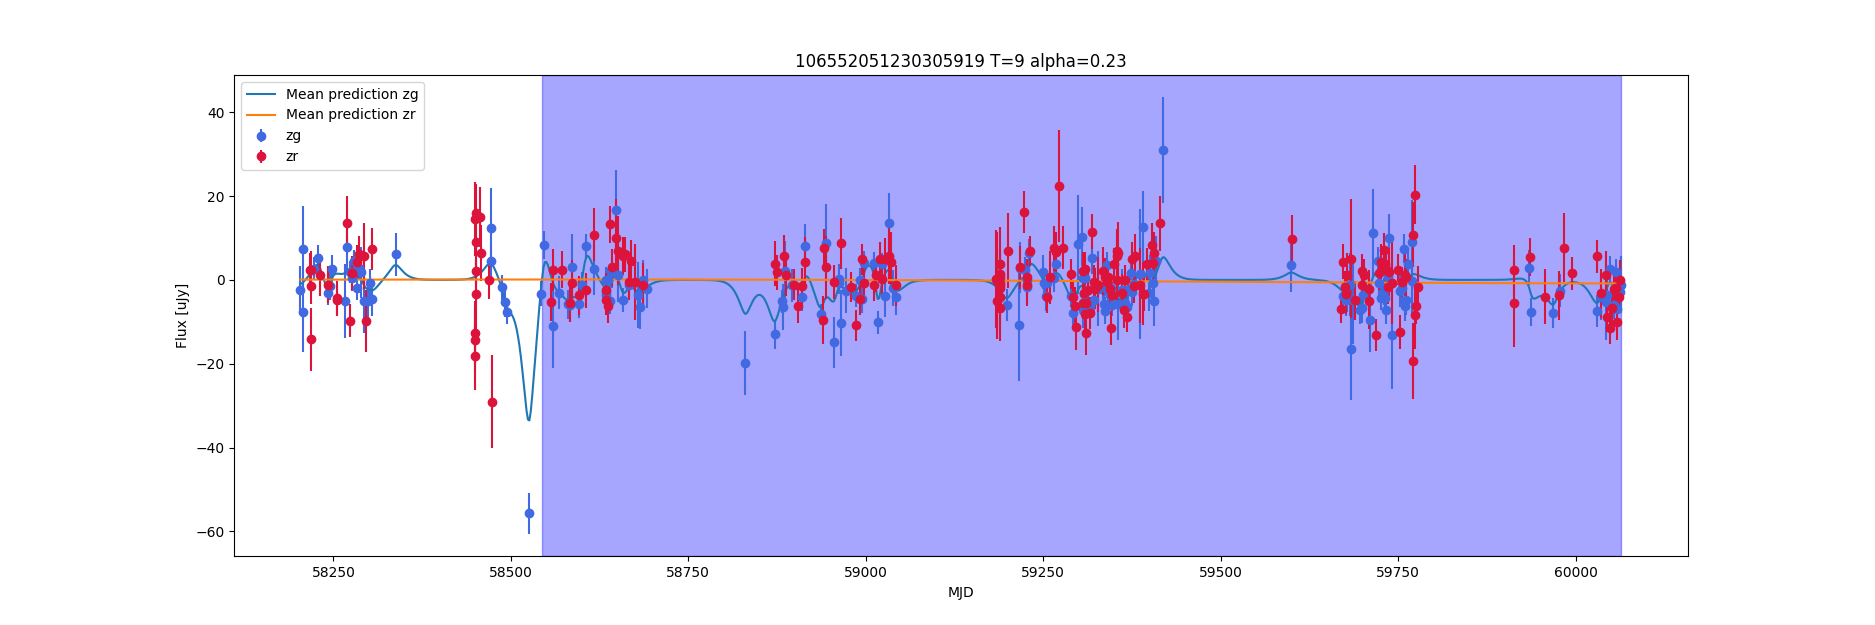 106552051230305919 T=9 alpha=0.23
Mean prediction zg
Mean prediction zr
zg
zr
Flux [uJy]
40
20
0
−20
−40
−60
58250 58500 58750 59000 59250 59500 59750 60000
MJD